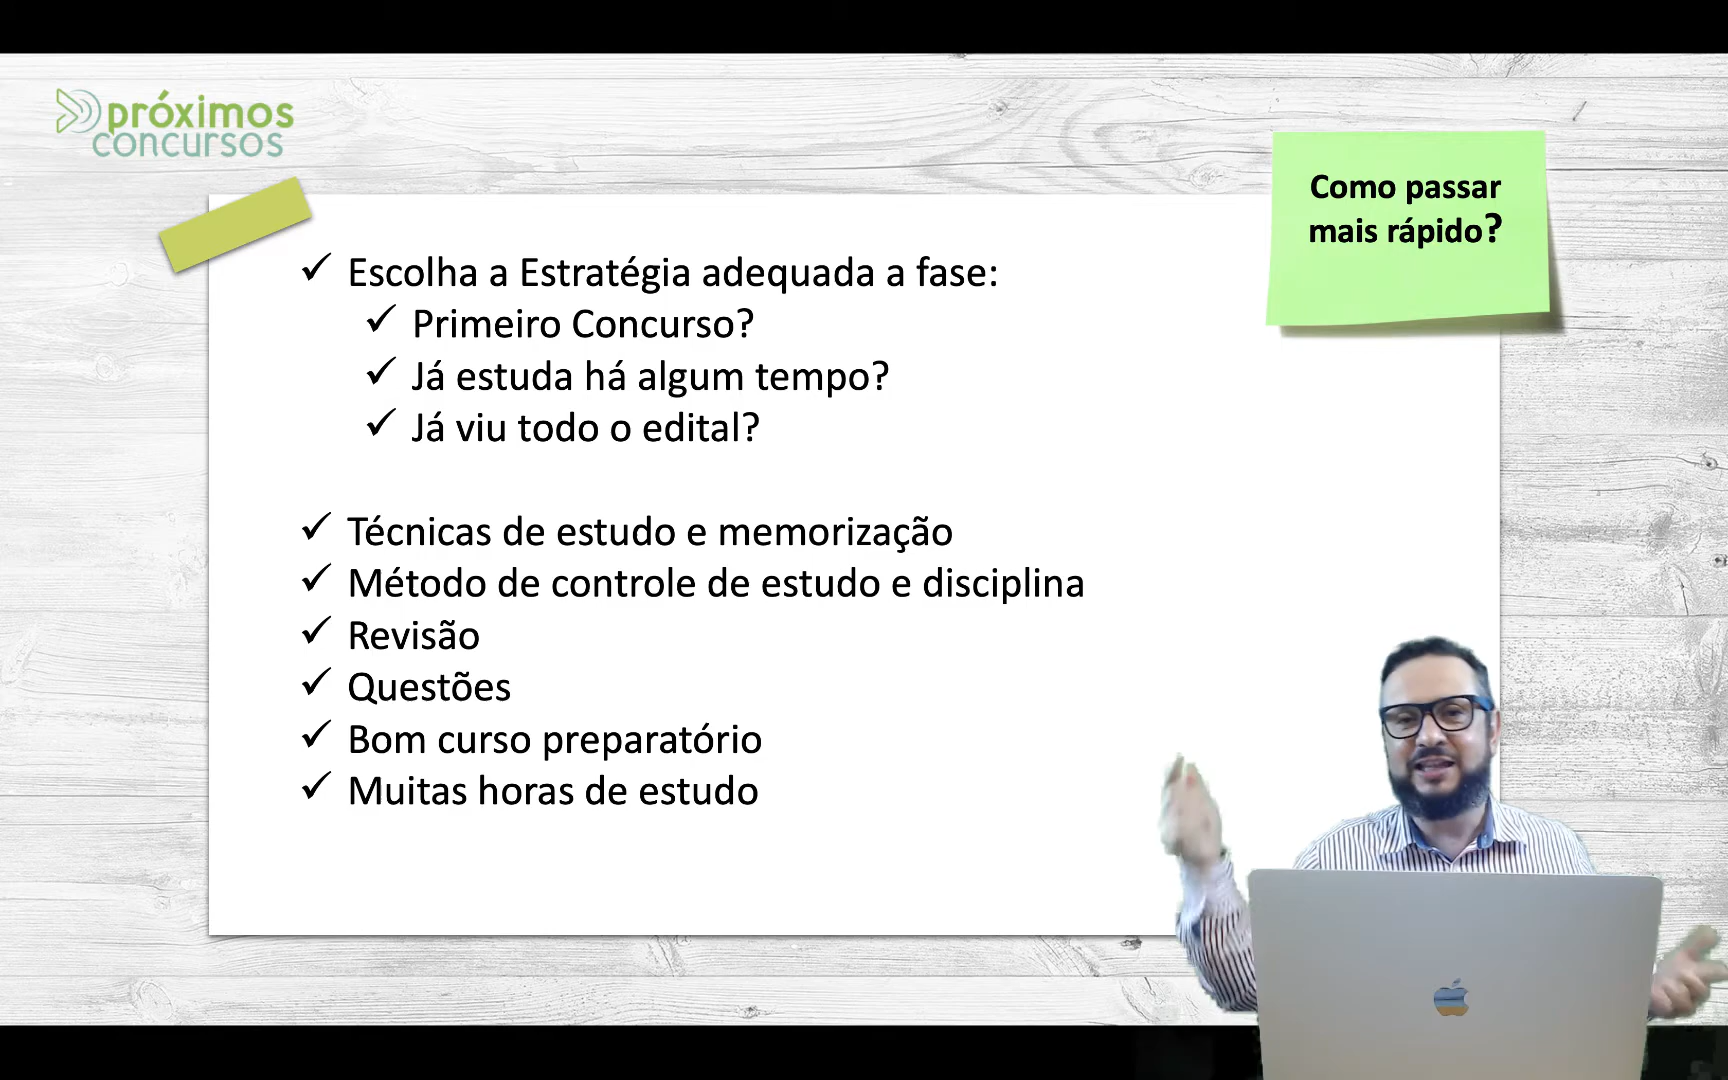 próximos
concursos
Como passar
mais rápido?
Escolha a Estratégia adequada a fase:
Primeiro Concurso?
Já estuda há algum tempo?
Já viu todo o edital?
Técnicas de estudo e memorização
Método de controle de estudo e disciplina
Revisão
Questões
Bom curso preparatório
Muitas horas de estudo